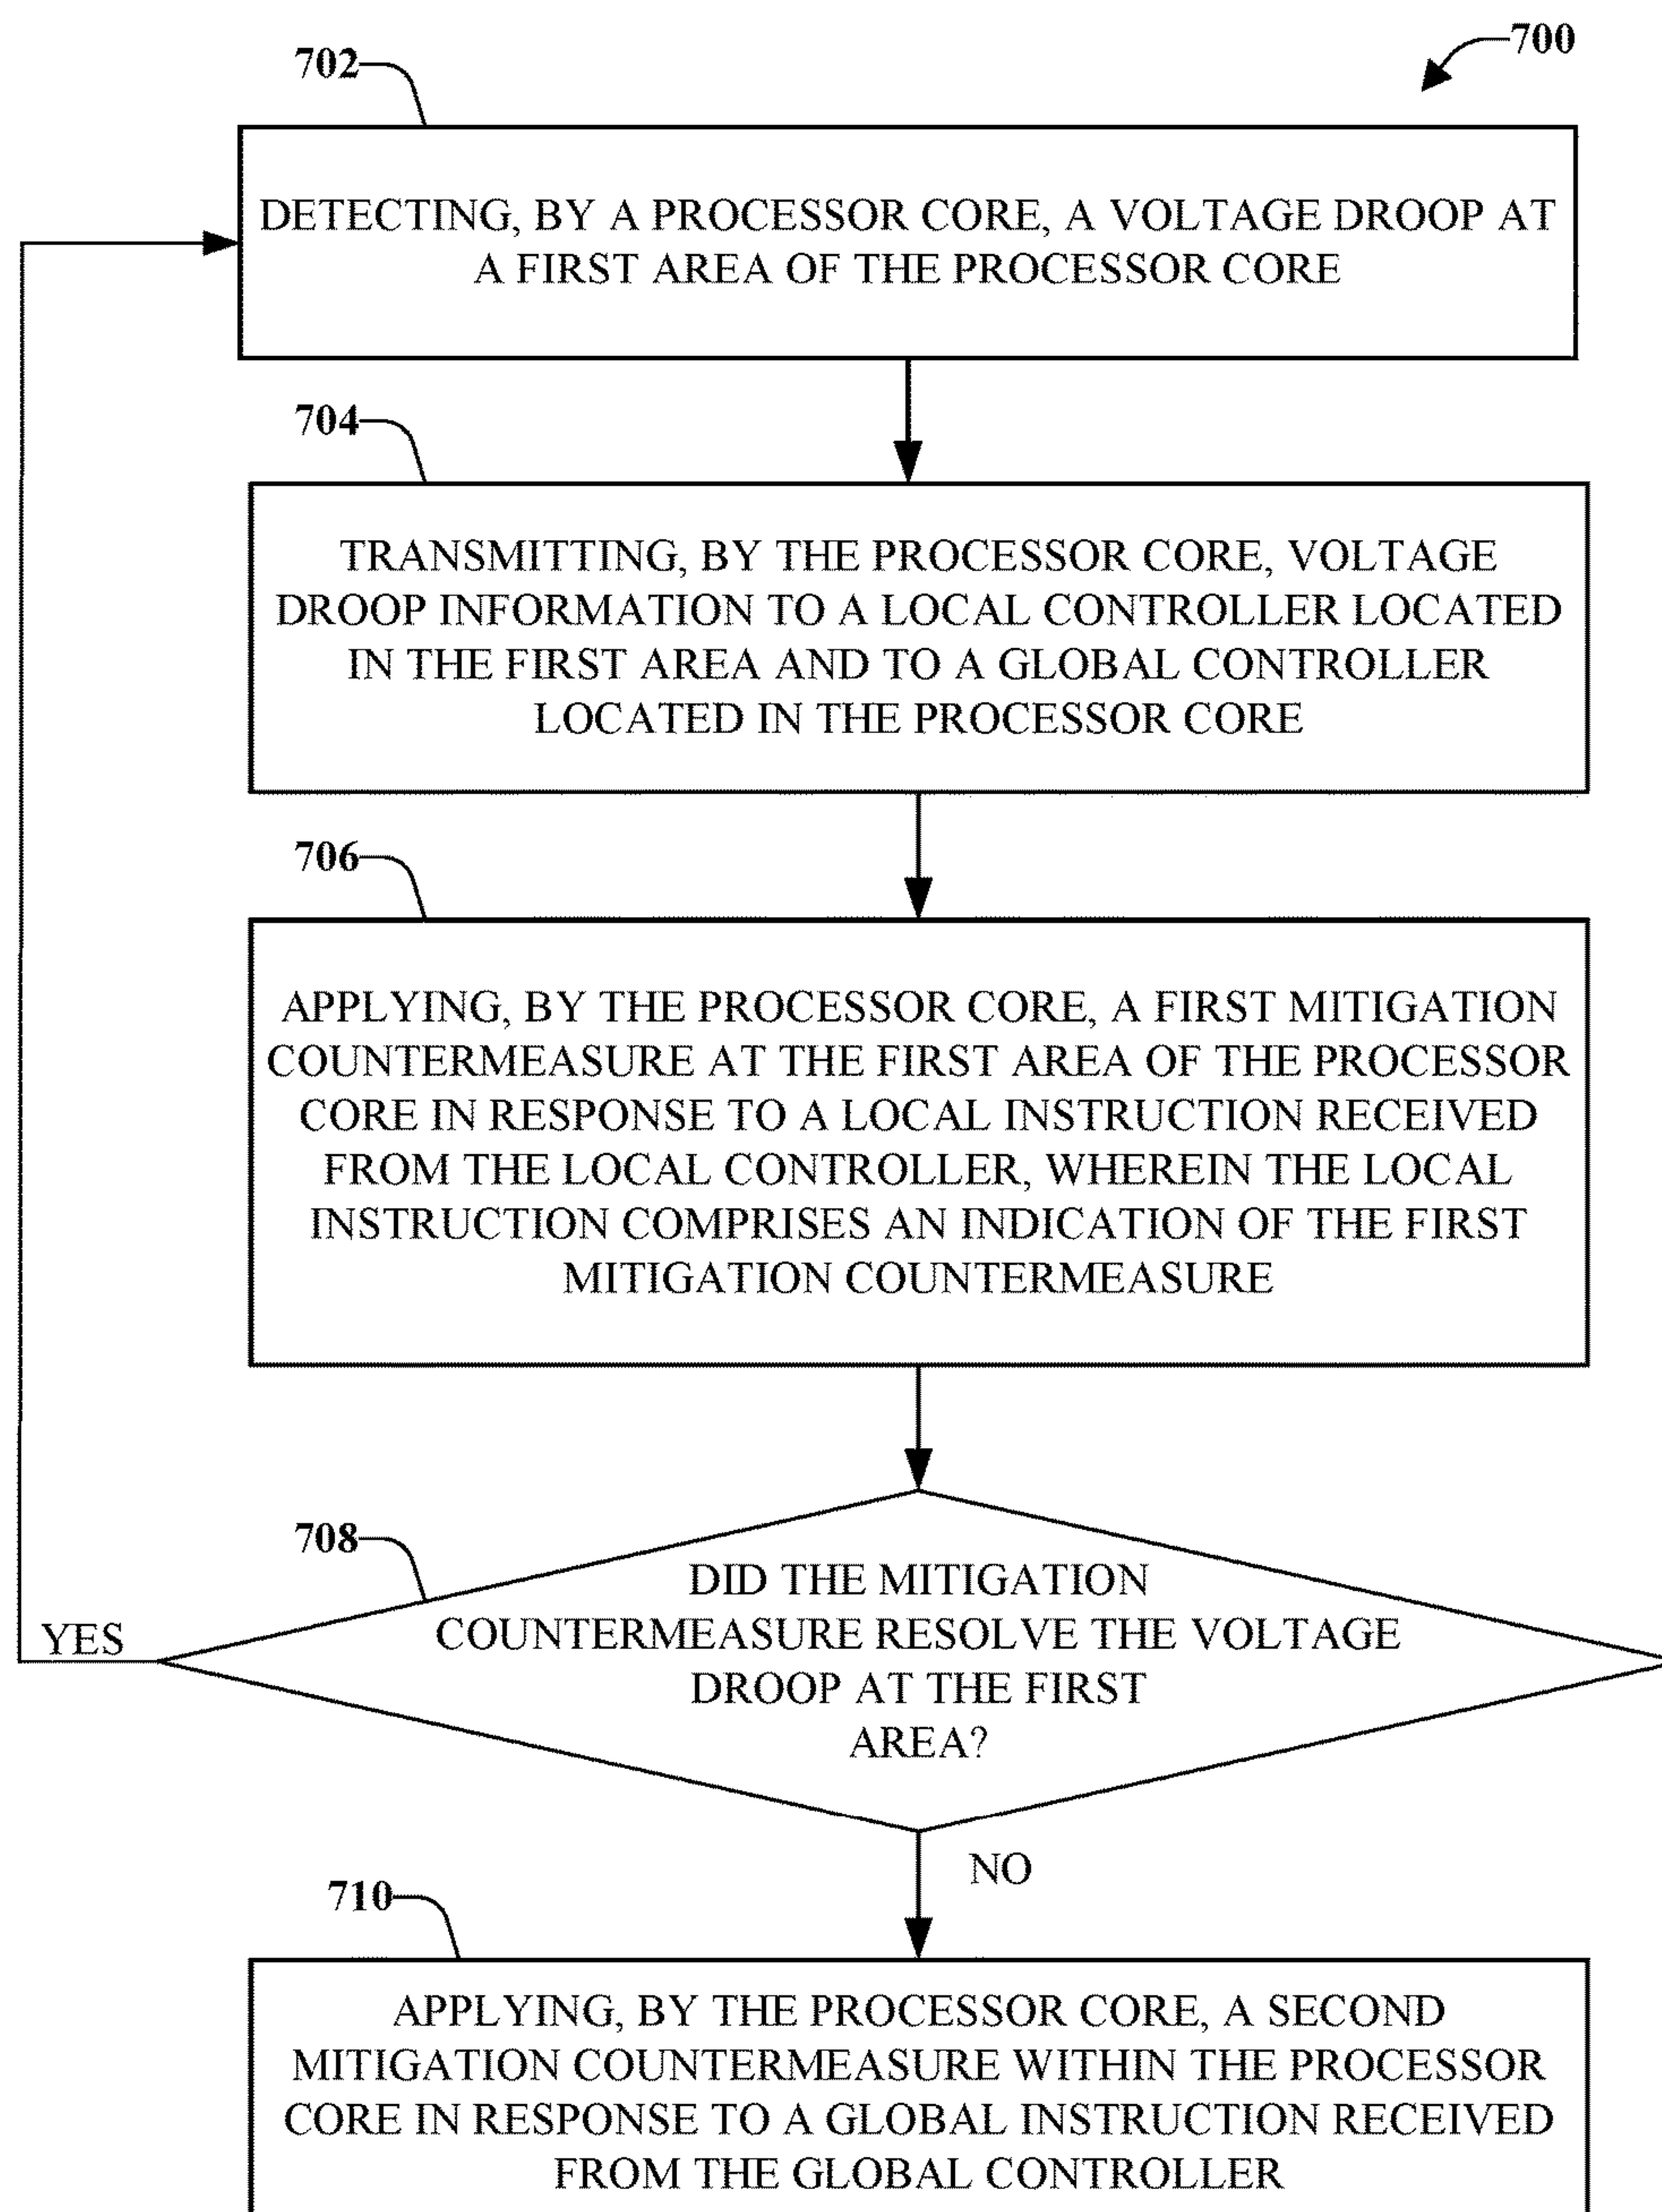 700
702
DETECTING, BY A PROCESSOR CORE, A VOLTAGE DROOP AT
A FIRST AREA OF THE PROCESSOR CORE
704
TRANSMITTING, BY THE PROCESSOR CORE, VOLTAGE
DROOP INFORMATION TO A LOCAL CONTROLLER LOCATED
IN THE FIRST AREA AND TO A GLOBAL CONTROLLER
LOCATED IN THE PROCESSOR CORE
706
APPLYING, BY THE PROCESSOR CORE, A FIRST MITIGATION
COUNTERMEASURE AT THE FIRST AREA OF THE PROCESSOR
CORE IN RESPONSE TO A LOCAL INSTRUCTION RECEIVED
FROM THE LOCAL CONTROLLER, WHEREIN THE LOCAL
INSTRUCTION COMPRISES AN INDICATION OF THE FIRST
MITIGATION COUNTERMEASURE
708
DID THE MITIGATION
COUNTERMEASURE RESOLVE THE VOLTAGE
DROOP AT THE FIRST
AREA?
YES
NO
710
APPLYING, BY THE PROCESSOR CORE, A SECOND
MITIGATION COUNTERMEASURE WITHIN THE PROCESSOR
CORE IN RESPONSE TO A GLOBAL INSTRUCTION RECEIVED
FROM THE GLOBAL CONTROLLER